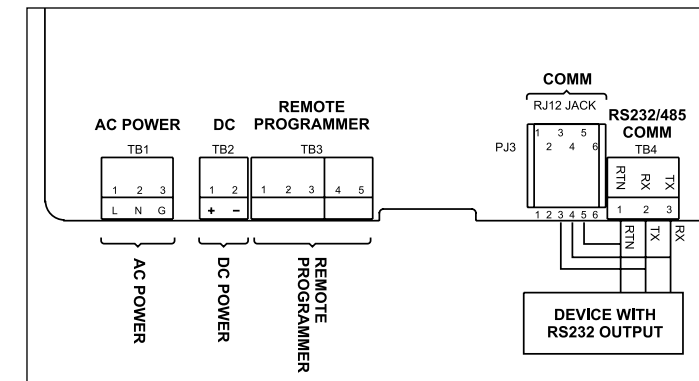 COMM
RJ12 JACK
AC POWER
DC
REMOTE
PROGRAMMER
RS232/485
COMM
TB1
TB2
TB3
PJ3
TB4
1 3 5
2 4 6
RTN RX TX
1 2 3
1 2
1 2 3 4 5
L N G
+ −
1 2 3 4 5 6
1 2 3
RTN TX RX
AC POWER
DC POWER
REMOTE
PROGRAMMER
DEVICE WITH
RS232 OUTPUT